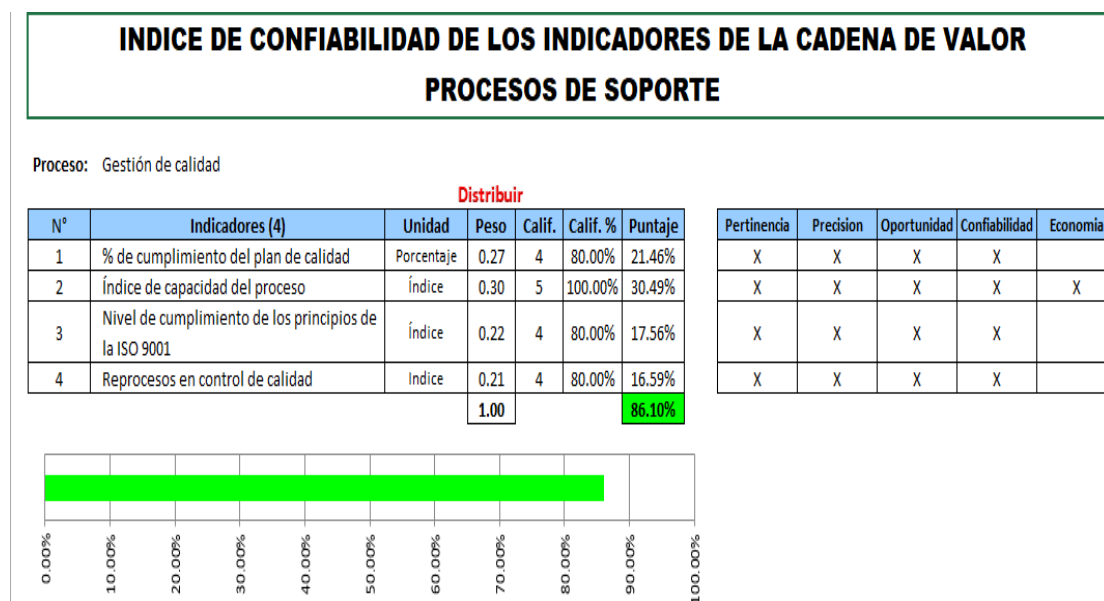 INDICE DE CONFIABILIDAD DE LOS INDICADORES DE LA CADENA DE VALOR
PROCESOS DE SOPORTE
Proceso: Gestión de calidad
Distribuir
N° Indicadores (4) Unidad Peso Calif. Calif. % Puntaje Pertinencia Precision Oportunidad Confiabilidad Economia
1 % de cumplimiento del plan de calidad Porcentaje 0.27 4 80.00% 21.46% X X X X
2 Índice de capacidad del proceso Índice 0.30 5 100.00% 30.49% X X X X X
3 Nivel de cumplimiento de los principios de la ISO 9001 Índice 0.22 4 80.00% 17.56% X X X X
4 Reprocesos en control de calidad Indice 0.21 4 80.00% 16.59% X X X X
1.00 86.10%
0.00% 10.00% 20.00% 30.00% 40.00% 50.00% 60.00% 70.00% 80.00% 90.00% 100.00%